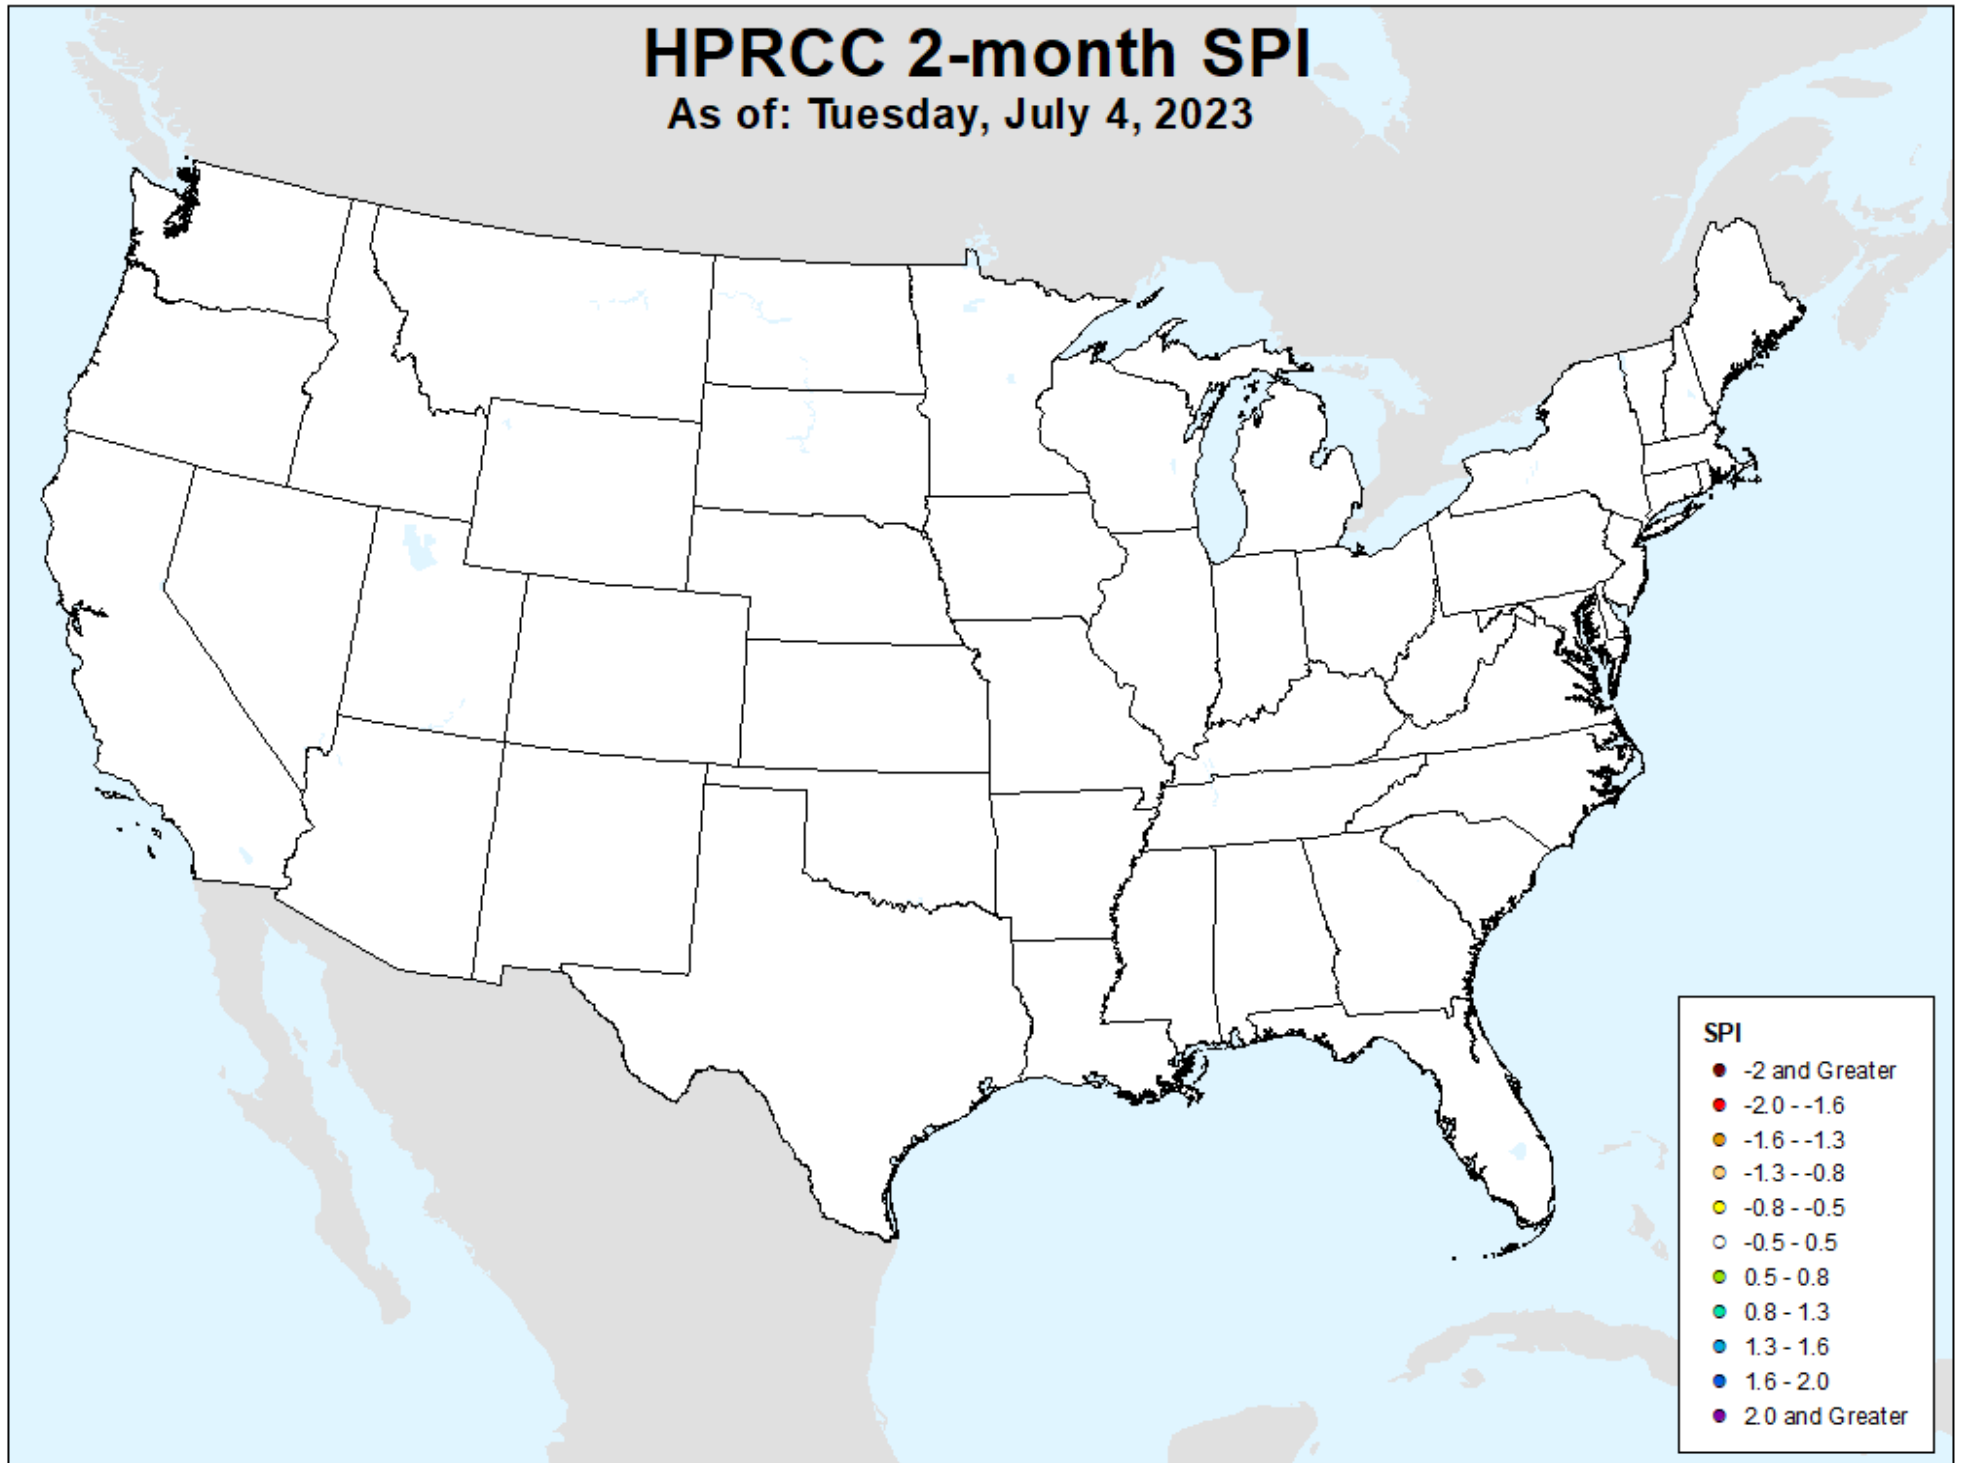 HPRCC 2-month SPI
As of: Tuesday, July 4, 2023
SPI
-2 and Greater
-2.0 - -1.6
-1.6 - -1.3
-1.3 - -0.8
-0.8 - -0.5
-0.5 - 0.5
0.5 - 0.8
0.8 - 1.3
1.3 - 1.6
1.6 - 2.0
2.0 and Greater